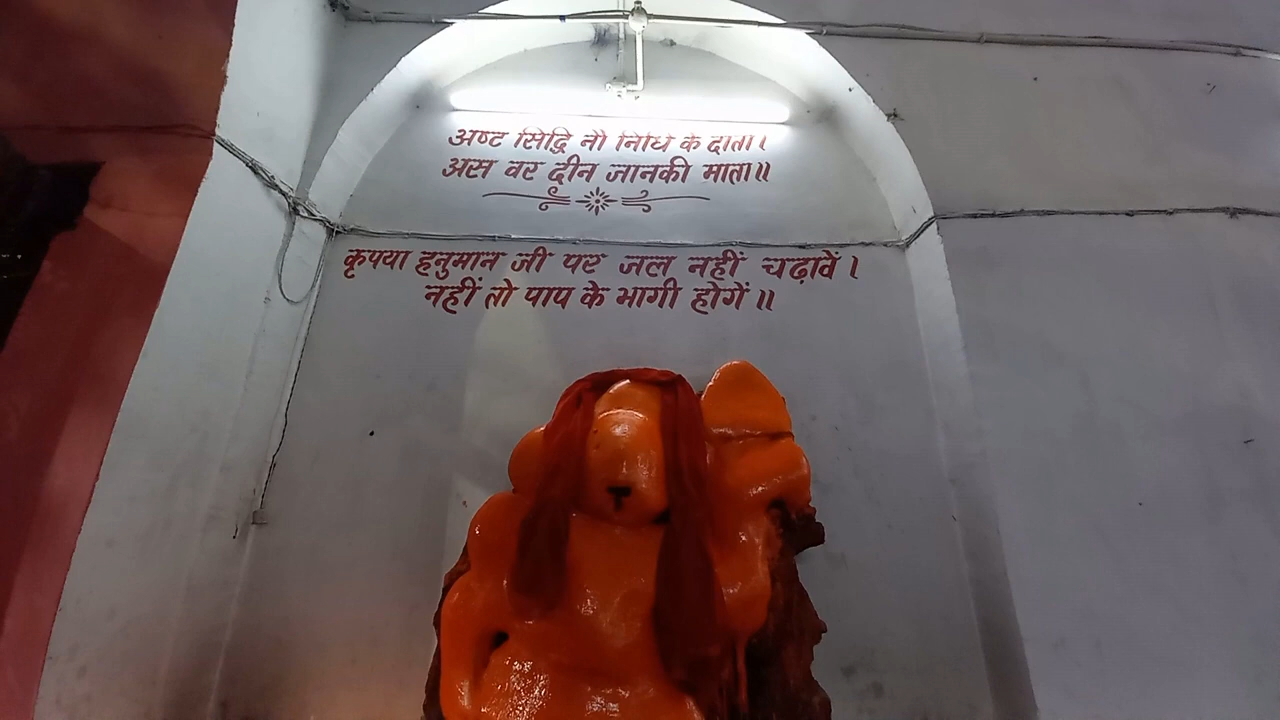 अष्ट सिद्धि नौ निधि के दाता।
अस वर दीन जानकी माता॥
कृपया हनुमान जी पर जल नहीं चढ़ावें।
नहीं तो पाप के भागी होगें॥